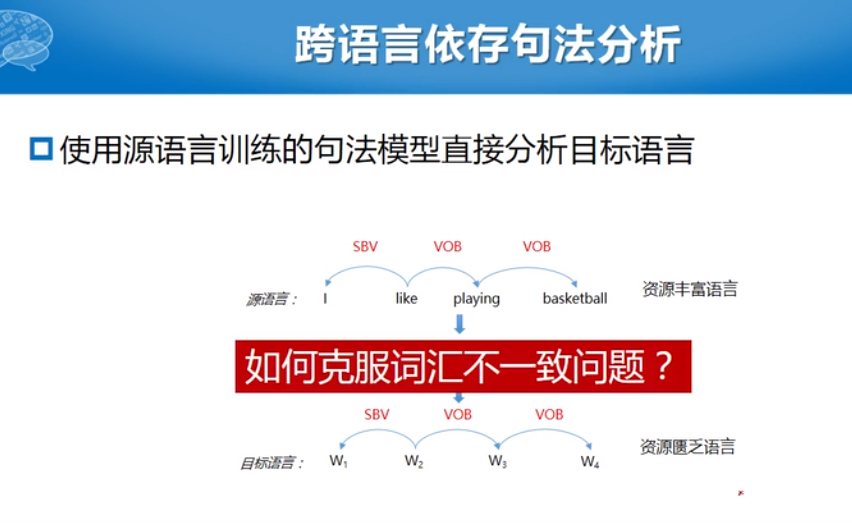 跨语言依存句法分析
使用源语言训练的句法模型直接分析目标语言
SBV VOB VOB
源语言： I like playing basketball 资源丰富语言
如何克服词汇不一致问题？
SBV VOB VOB
目标语言： W1 W2 W3 W4 资源匮乏语言